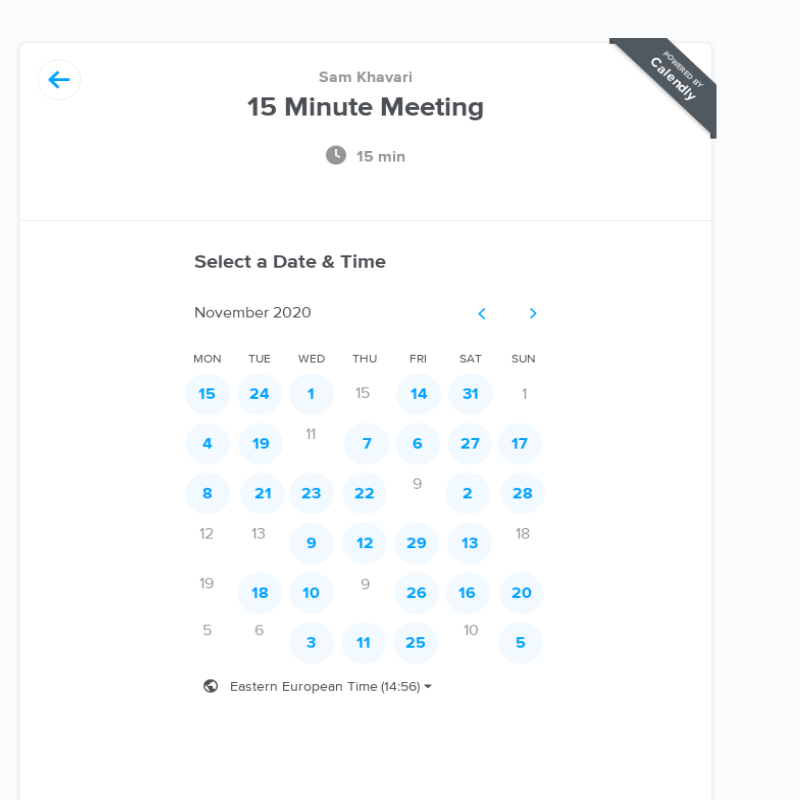 POWERED BY
Calendly
Sam Khavari
15 Minute Meeting
15 min
Select a Date & Time
November 2020
MON TUE WED THU FRI SAT SUN
15 24 1 15 14 31 1
4 19 11 7 6 27 17
8 21 23 22 9 2 28
12 13 9 12 29 13 18
19 18 10 9 26 16 20
5 6 3 11 25 10 5
Eastern European Time (14:56)